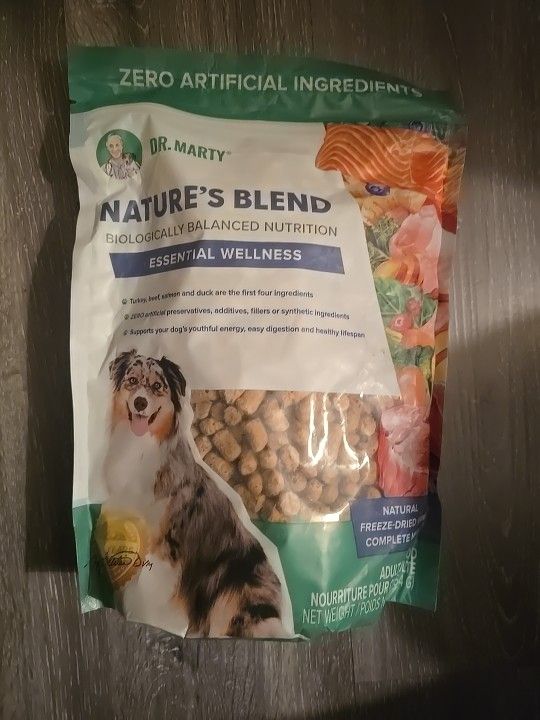 ZERO ARTIFICIAL INGREDIENTS
DR. MARTY®
NATURE'S BLEND
BIOLOGICALLY BALANCED NUTRITION
ESSENTIAL WELLNESS
Turkey, beef, salmon and duck are the first four ingredients
ZERO artificial preservatives, additives, fillers or synthetic ingredients
Supports your dog's youthful energy, easy digestion and healthy lifespan
NATURAL
FREEZE-DRIED
COMPLETE
ADULT
NOURRITURE POUR
NET WEIGHT / POIDS